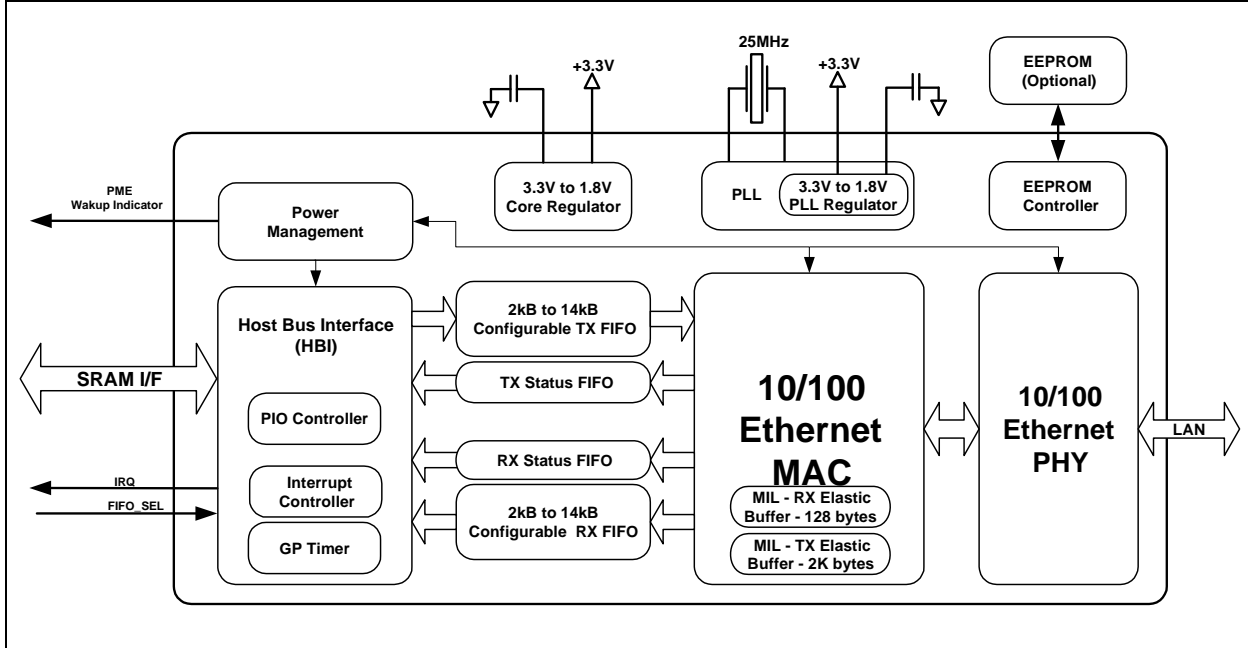 25MHz
+3.3V
+3.3V
EEPROM
(Optional)
3.3V to 1.8V
Core Regulator
PLL
3.3V to 1.8V
PLL Regulator
EEPROM
Controller
PME
Wakup Indicator
Power
Management
Host Bus Interface
(HBI)
2kB to 14kB
Configurable TX FIFO
SRAM I/F
TX Status FIFO
PIO Controller
RX Status FIFO
IRQ
FIFO_SEL
Interrupt
Controller
GP Timer
2kB to 14kB
Configurable RX FIFO
10/100
Ethernet
MAC
MIL - RX Elastic
Buffer - 128 bytes
MIL - TX Elastic
Buffer - 2K bytes
10/100
Ethernet
PHY
LAN